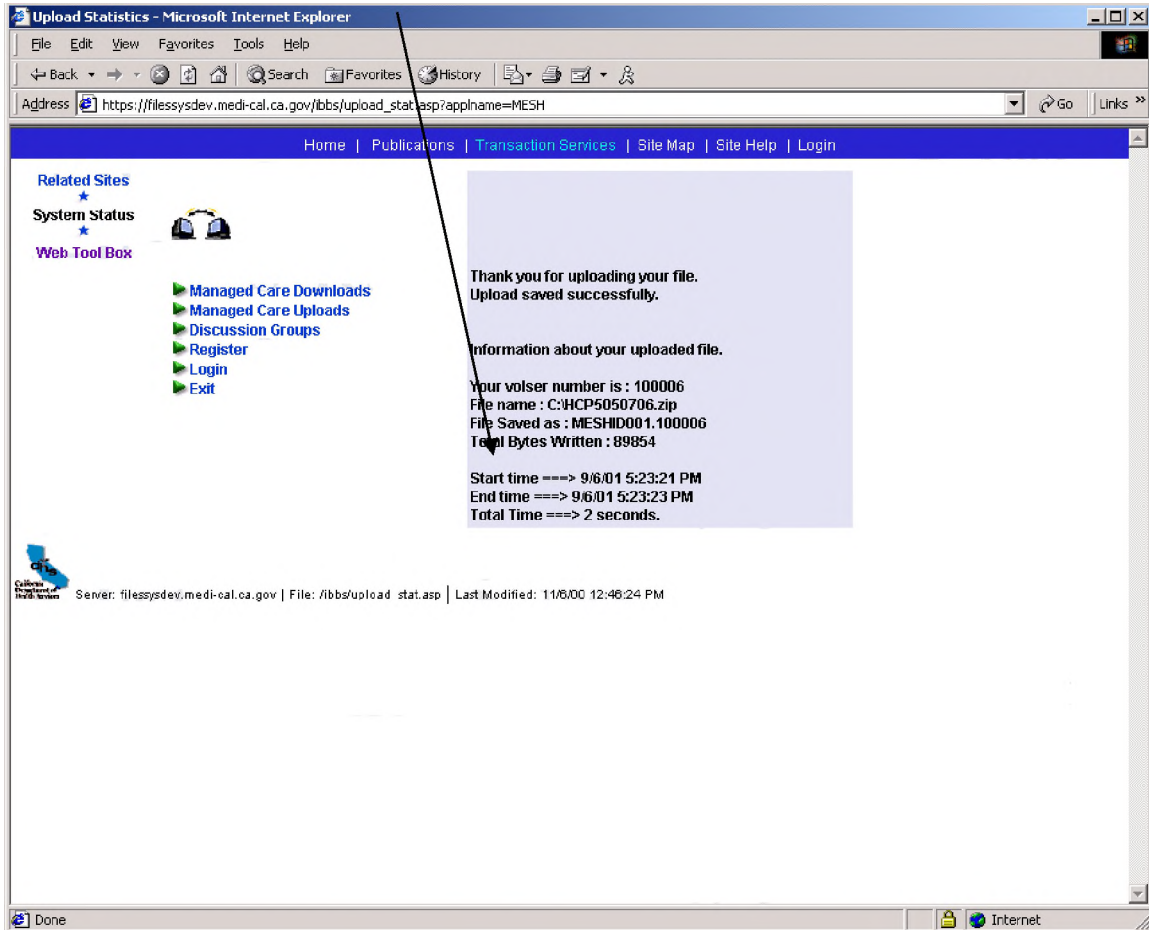 Upload Statistics - Microsoft Internet Explorer
File Edit View Favorites Tools Help
Back Search Favorites History
Address https://filessysdev.medi-cal.ca.gov/ibbs/upload_stat.asp?applname=MESH Go Links »
Home | Publications | Transaction Services | Site Map | Site Help | Login
Related Sites
System Status
Web Tool Box
Managed Care Downloads
Managed Care Uploads
Discussion Groups
Register
Login
Exit
Thank you for uploading your file.
Upload saved successfully.
Information about your uploaded file.
Your volser number is : 100006
File name : C:\HCP5050706.zip
File Saved as : MESHID001.100006
Total Bytes Written : 89854
Start time ===> 9/6/01 5:23:21 PM
End time ===> 9/6/01 5:23:23 PM
Total Time ===> 2 seconds.
California
Department of
Health Services
Server: filessysdev.medi-cal.ca.gov | File: /ibbs/upload_stat.asp | Last Modified: 11/6/00 12:46:24 PM
Done Internet